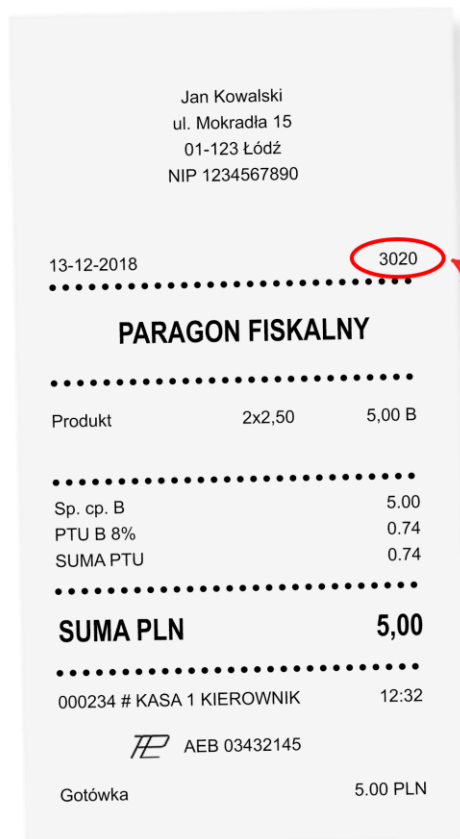 Jan Kowalski
ul. Mokradła 15
01-123 Łódź
NIP 1234567890
13-12-2018 3020
PARAGON FISKALNY
Produkt 2x2,50 5,00 B
Sp. cp. B 5.00
PTU B 8% 0.74
SUMA PTU 0.74
SUMA PLN 5,00
000234 # KASA 1 KIEROWNIK 12:32
AEB 03432145
Gotówka 5.00 PLN